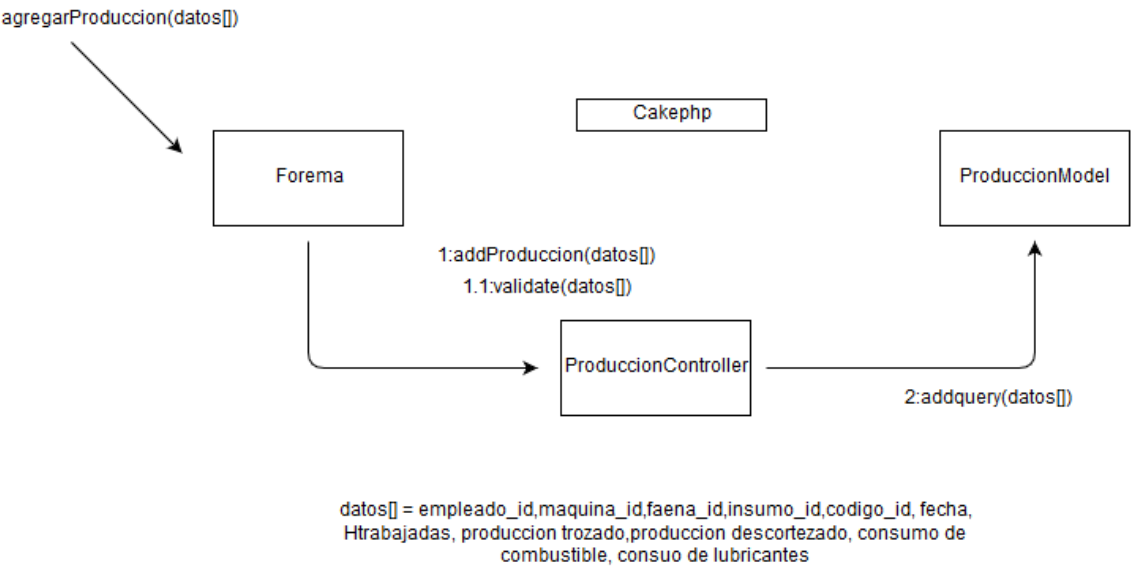 agregarProduccion(datos[])
Cakephp
Forema
ProduccionModel
1:addProduccion(datos[])
1.1:validate(datos[])
ProduccionController
2:addquery(datos[])
datos[] = empleado_id,maquina_id,faena_id,insumo_id,codigo_id, fecha,
Htrabajadas, produccion trozado,produccion descortezado, consumo de
combustible, consuo de lubricantes